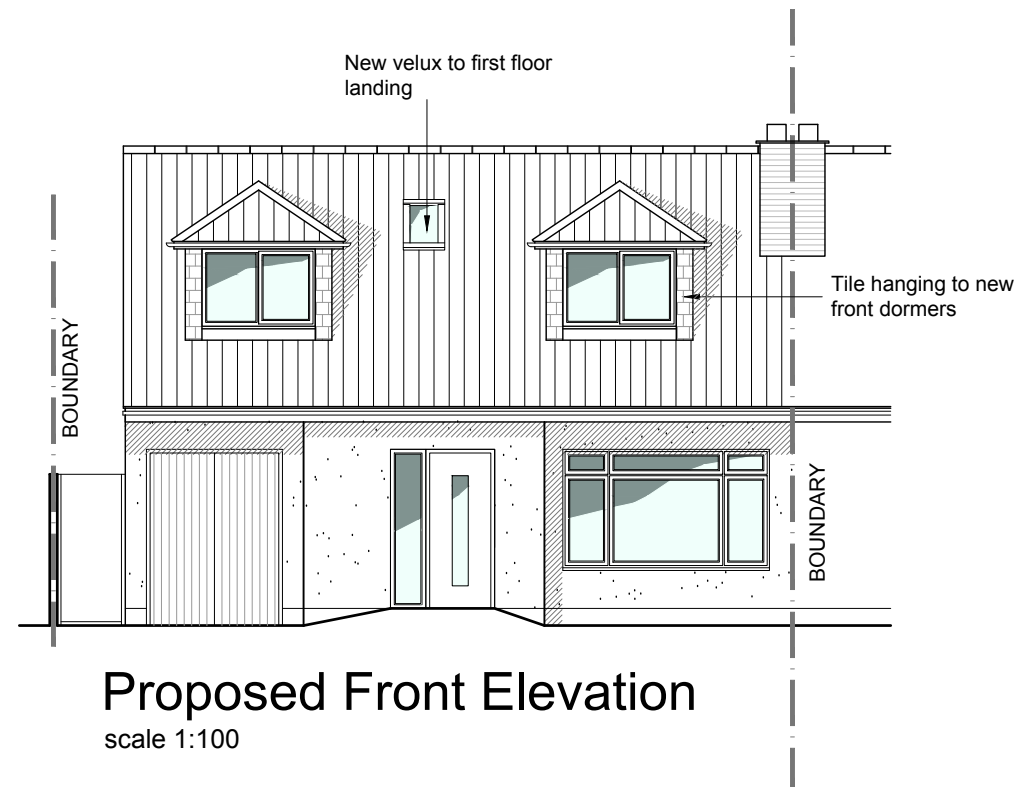 New velux to first floor
landing
Tile hanging to new
front dormers
BOUNDARY
BOUNDARY
Proposed Front Elevation
scale 1:100